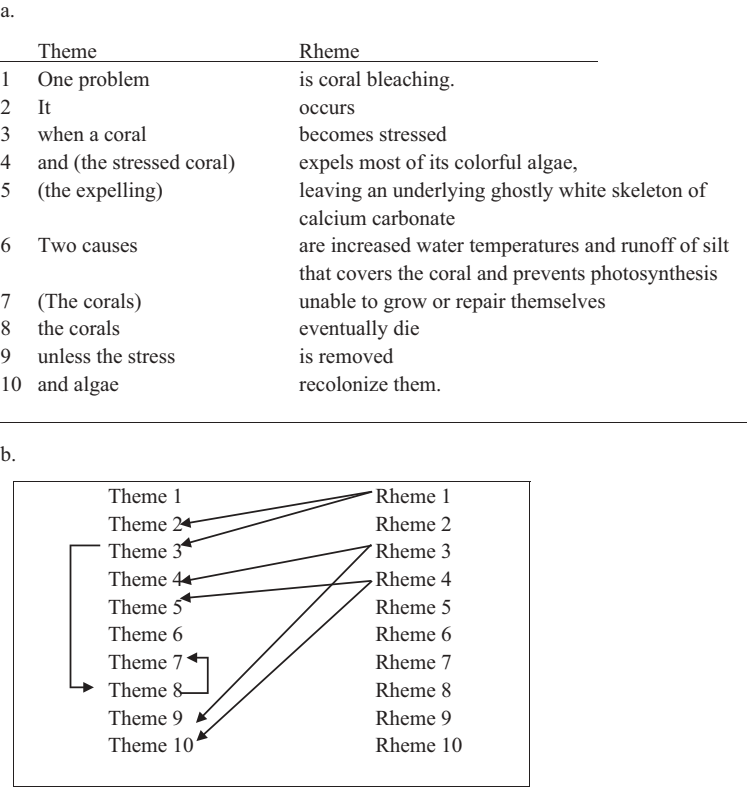 a.
Theme Rheme
1 One problem is coral bleaching.
2 It occurs
3 when a coral becomes stressed
4 and (the stressed coral) expels most of its colorful algae,
5 (the expelling) leaving an underlying ghostly white skeleton of
calcium carbonate
6 Two causes are increased water temperatures and runoff of silt
that covers the coral and prevents photosynthesis
7 (The corals) unable to grow or repair themselves
8 the corals eventually die
9 unless the stress is removed
10 and algae recolonize them.
b.
Theme 1 Rheme 1
Theme 2 Rheme 2
Theme 3 Rheme 3
Theme 4 Rheme 4
Theme 5 Rheme 5
Theme 6 Rheme 6
Theme 7 Rheme 7
Theme 8 Rheme 8
Theme 9 Rheme 9
Theme 10 Rheme 10